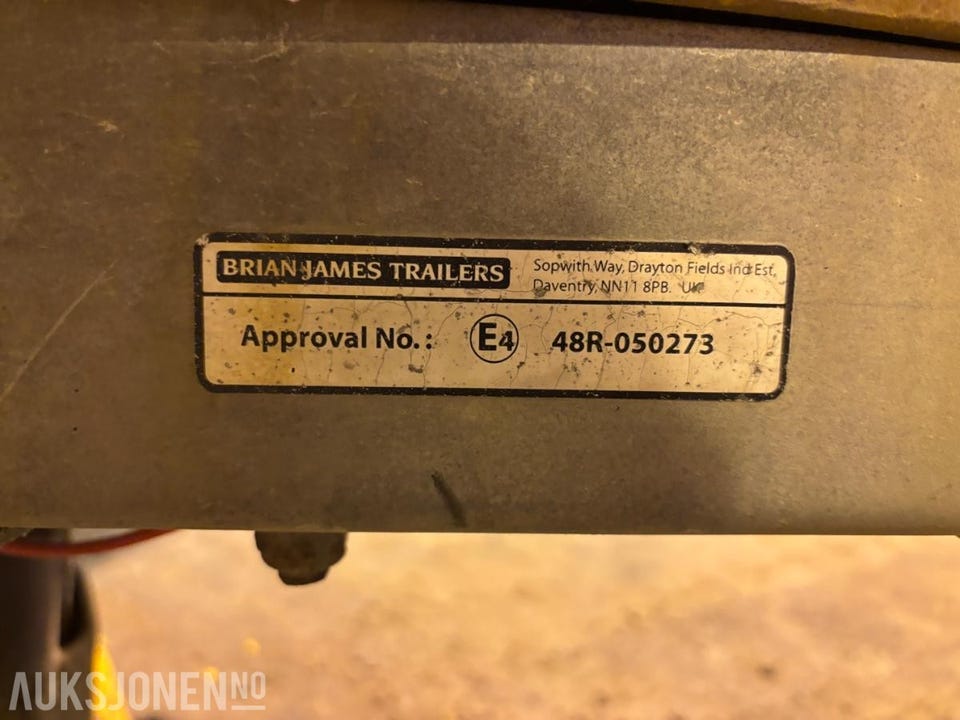 BRIAN JAMES TRAILERS
Sopwith Way, Drayton Fields Ind Est,
Daventry, NN11 8PB. UK
Approval No. : E4 48R-050273
AUKSJONEN NO